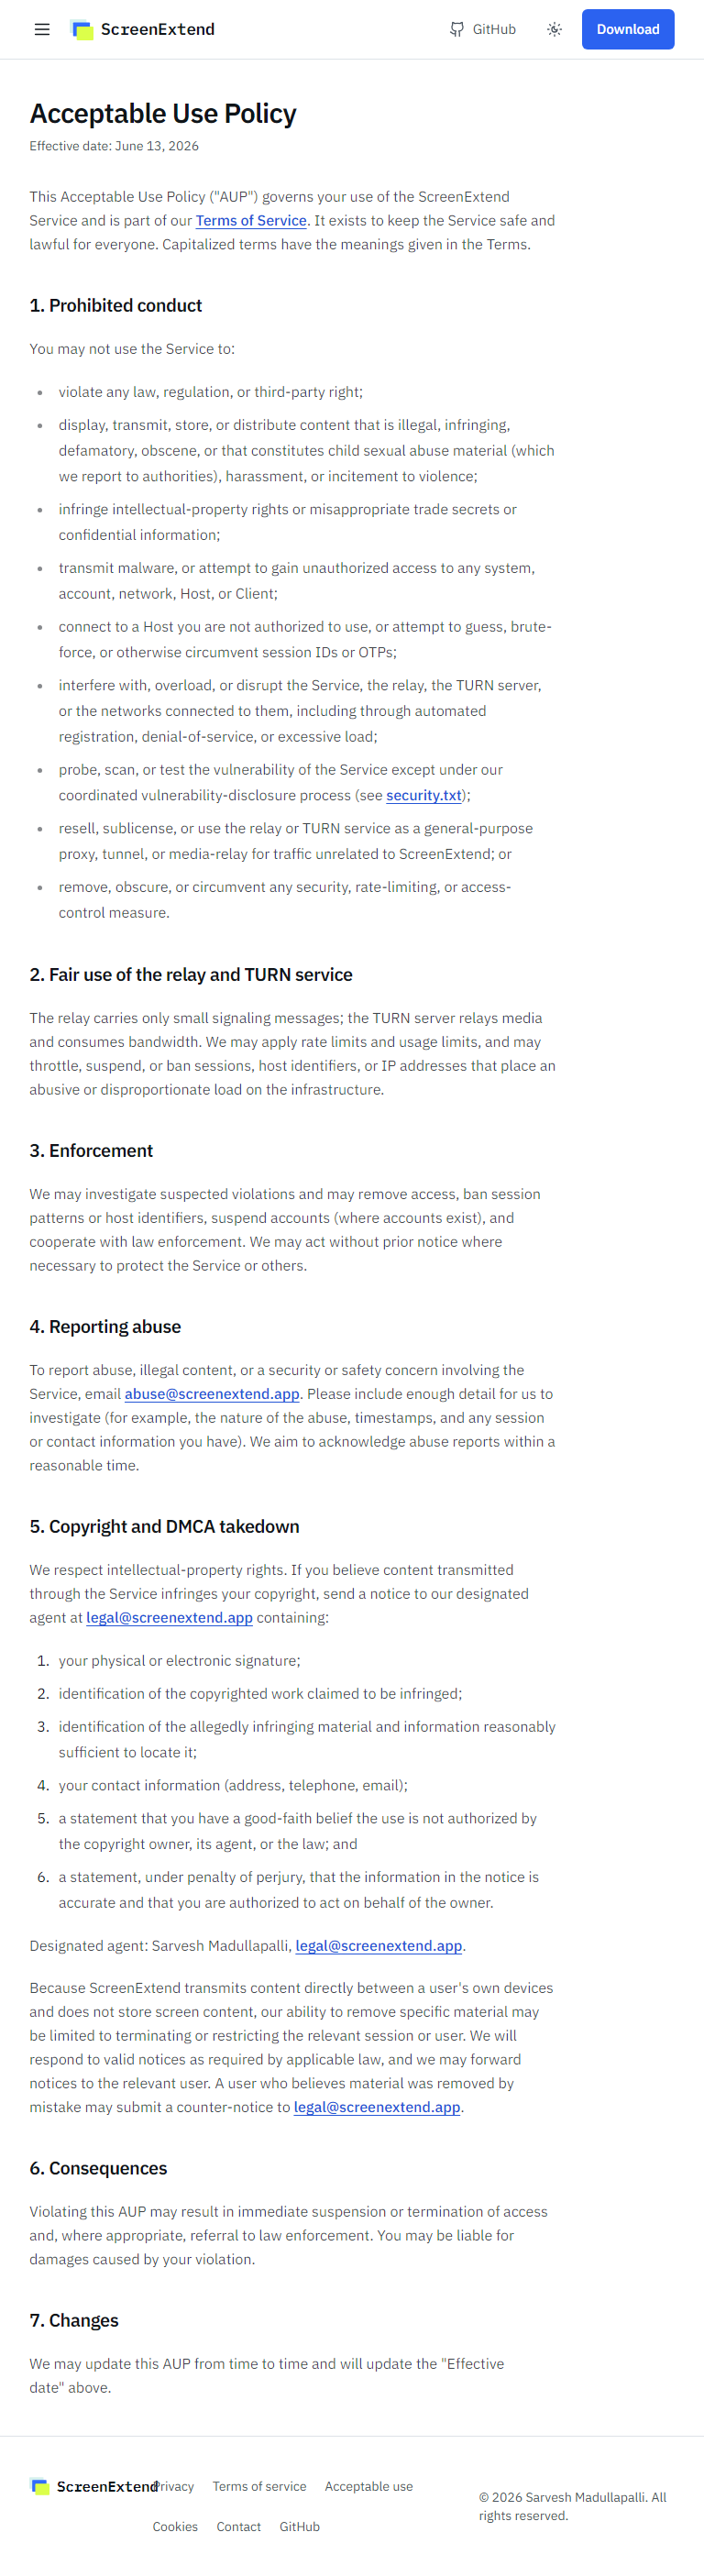 ScreenExtend
GitHub
Download
Acceptable Use Policy
Effective date: June 13, 2026
This Acceptable Use Policy ("AUP") governs your use of the ScreenExtend
Service and is part of our Terms of Service. It exists to keep the Service safe and
lawful for everyone. Capitalized terms have the meanings given in the Terms.
1. Prohibited conduct
You may not use the Service to:
• violate any law, regulation, or third-party right;
• display, transmit, store, or distribute content that is illegal, infringing,
defamatory, obscene, or that constitutes child sexual abuse material (which
we report to authorities), harassment, or incitement to violence;
• infringe intellectual-property rights or misappropriate trade secrets or
confidential information;
• transmit malware, or attempt to gain unauthorized access to any system,
account, network, Host, or Client;
• connect to a Host you are not authorized to use, or attempt to guess, brute-
force, or otherwise circumvent session IDs or OTPs;
• interfere with, overload, or disrupt the Service, the relay, the TURN server,
or the networks connected to them, including through automated
registration, denial-of-service, or excessive load;
• probe, scan, or test the vulnerability of the Service except under our
coordinated vulnerability-disclosure process (see security.txt);
• resell, sublicense, or use the relay or TURN service as a general-purpose
proxy, tunnel, or media-relay for traffic unrelated to ScreenExtend; or
• remove, obscure, or circumvent any security, rate-limiting, or access-
control measure.
2. Fair use of the relay and TURN service
The relay carries only small signaling messages; the TURN server relays media
and consumes bandwidth. We may apply rate limits and usage limits, and may
throttle, suspend, or ban sessions, host identifiers, or IP addresses that place an
abusive or disproportionate load on the infrastructure.
3. Enforcement
We may investigate suspected violations and may remove access, ban session
patterns or host identifiers, suspend accounts (where accounts exist), and
cooperate with law enforcement. We may act without prior notice where
necessary to protect the Service or others.
4. Reporting abuse
To report abuse, illegal content, or a security or safety concern involving the
Service, email abuse@screenextend.app. Please include enough detail for us to
investigate (for example, the nature of the abuse, timestamps, and any session
or contact information you have). We aim to acknowledge abuse reports within a
reasonable time.
5. Copyright and DMCA takedown
We respect intellectual-property rights. If you believe content transmitted
through the Service infringes your copyright, send a notice to our designated
agent at legal@screenextend.app containing:
1. your physical or electronic signature;
2. identification of the copyrighted work claimed to be infringed;
3. identification of the allegedly infringing material and information reasonably
sufficient to locate it;
4. your contact information (address, telephone, email);
5. a statement that you have a good-faith belief the use is not authorized by
the copyright owner, its agent, or the law; and
6. a statement, under penalty of perjury, that the information in the notice is
accurate and that you are authorized to act on behalf of the owner.
Designated agent: Sarvesh Madullapalli, legal@screenextend.app.
Because ScreenExtend transmits content directly between a user's own devices
and does not store screen content, our ability to remove specific material may
be limited to terminating or restricting the relevant session or user. We will
respond to valid notices as required by applicable law, and we may forward
notices to the relevant user. A user who believes material was removed by
mistake may submit a counter-notice to legal@screenextend.app.
6. Consequences
Violating this AUP may result in immediate suspension or termination of access
and, where appropriate, referral to law enforcement. You may be liable for
damages caused by your violation.
7. Changes
We may update this AUP from time to time and will update the "Effective
date" above.
ScreenExtend
Privacy Terms of service Acceptable use
Cookies Contact GitHub
© 2026 Sarvesh Madullapalli. All
rights reserved.